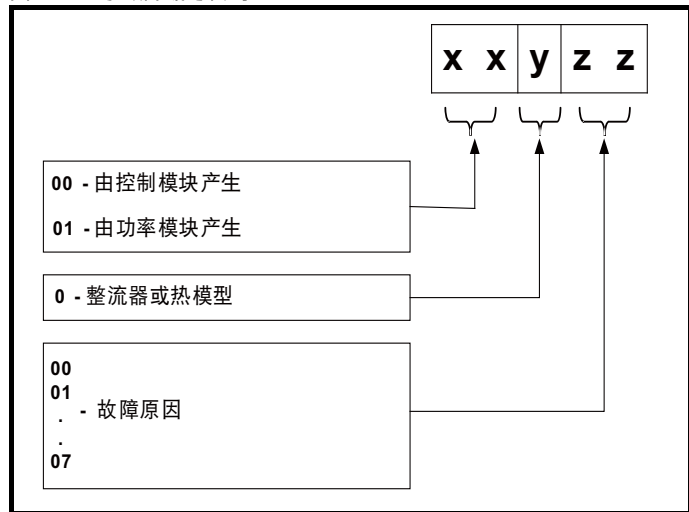 x x y z z
00 - 由控制模块产生
01 - 由功率模块产生
0 - 整流器或热模型
00
01
- 故障原因
.
.
07